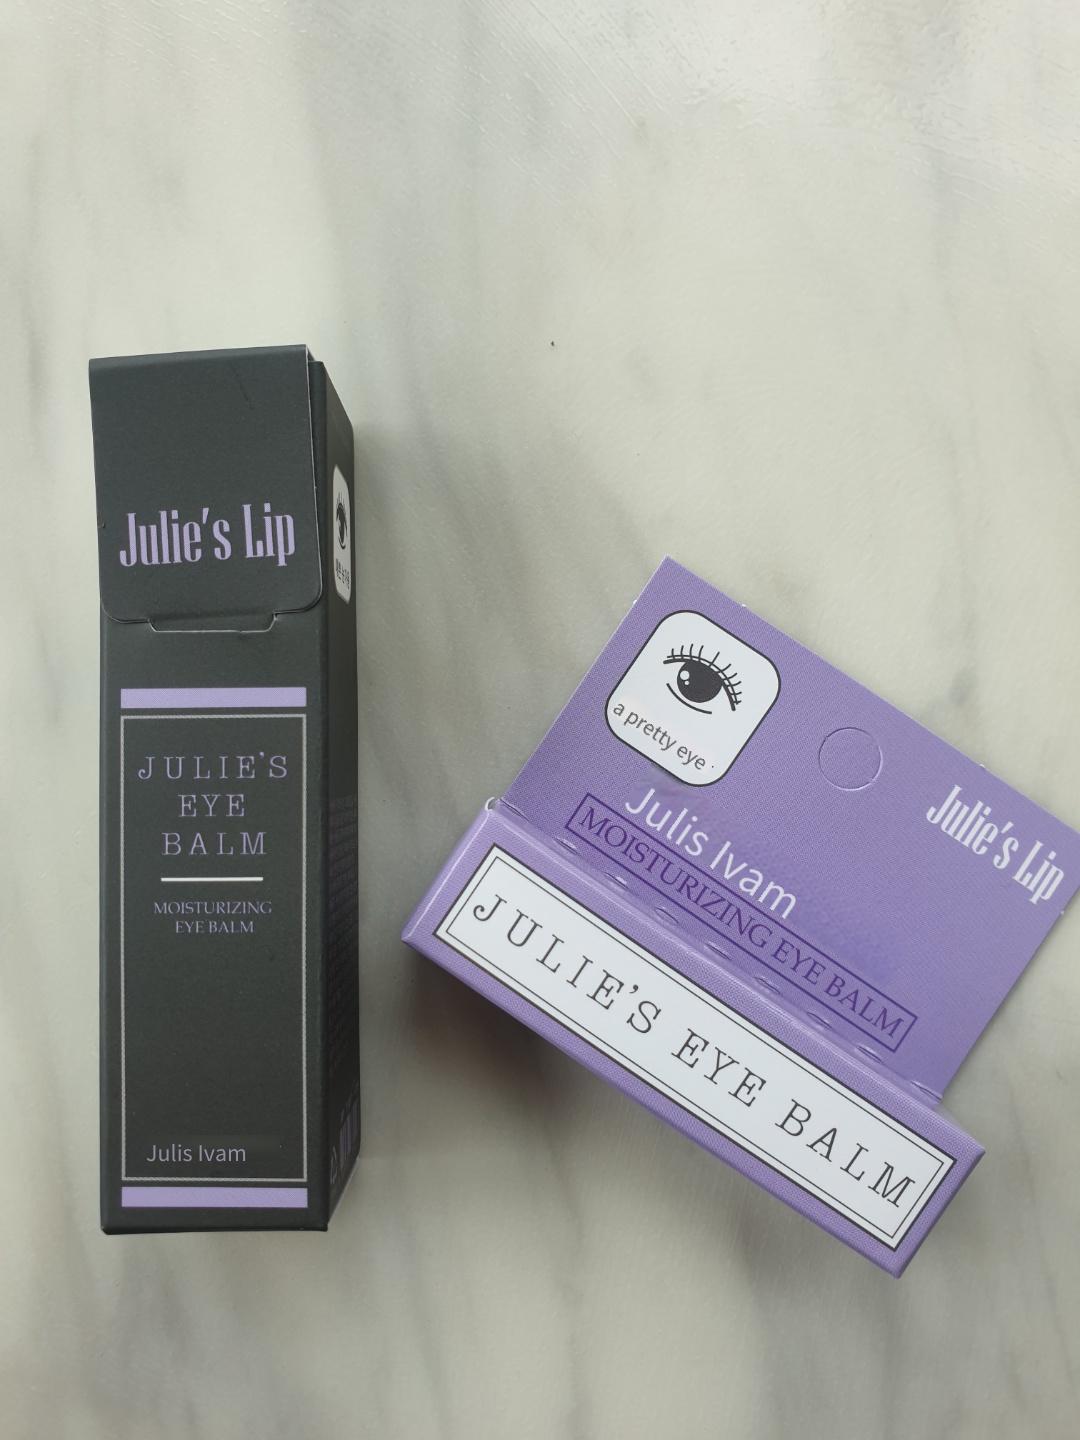 Julie's Lip
JULIE'S
EYE
BALM
MOISTURIZING
EYE BALM
Julis Ivam
a pretty eye
Julis Ivam
Julie's Lip
MOISTURIZING EYE BALM
JULIE'S EYE BALM